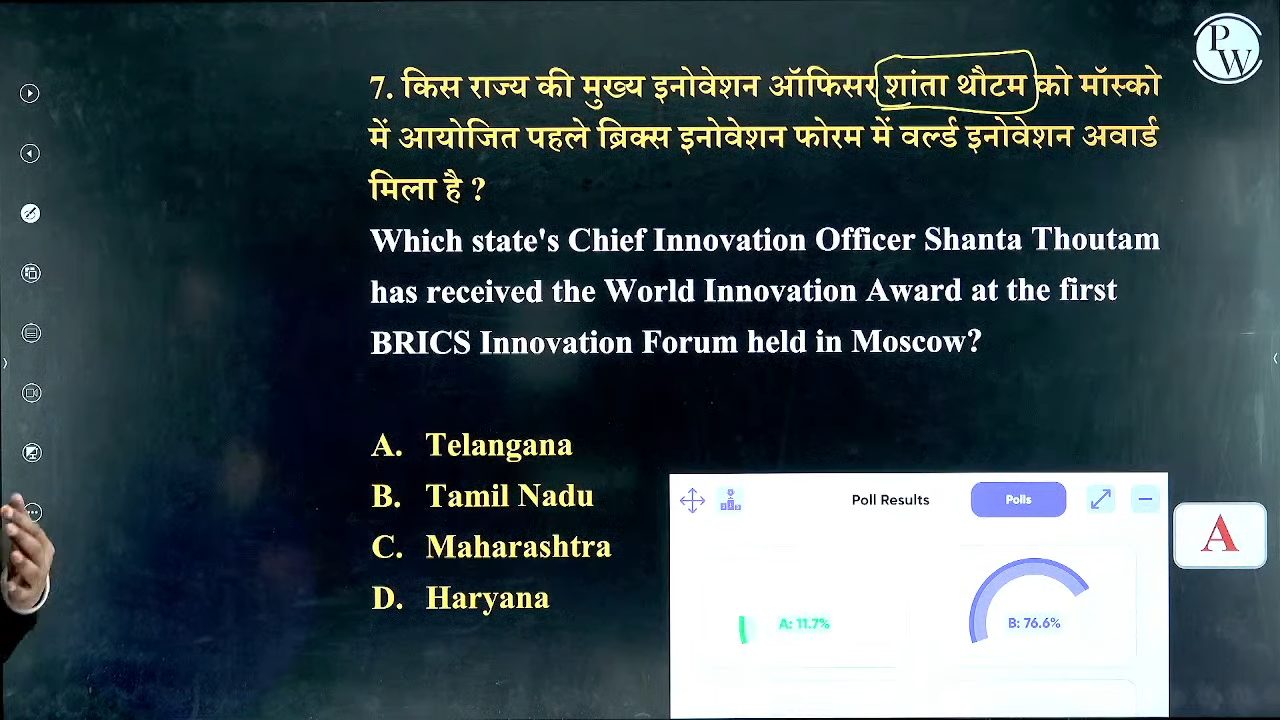 PW
7. किस राज्य की मुख्य इनोवेशन ऑफिसर शांता थौटम को मॉस्को
में आयोजित पहले ब्रिक्स इनोवेशन फोरम में वर्ल्ड इनोवेशन अवार्ड
मिला है ?
Which state's Chief Innovation Officer Shanta Thoutam
has received the World Innovation Award at the first
BRICS Innovation Forum held in Moscow?
A. Telangana
B. Tamil Nadu
C. Maharashtra
D. Haryana
Poll Results Polls
A: 11.7% B: 76.6%
A